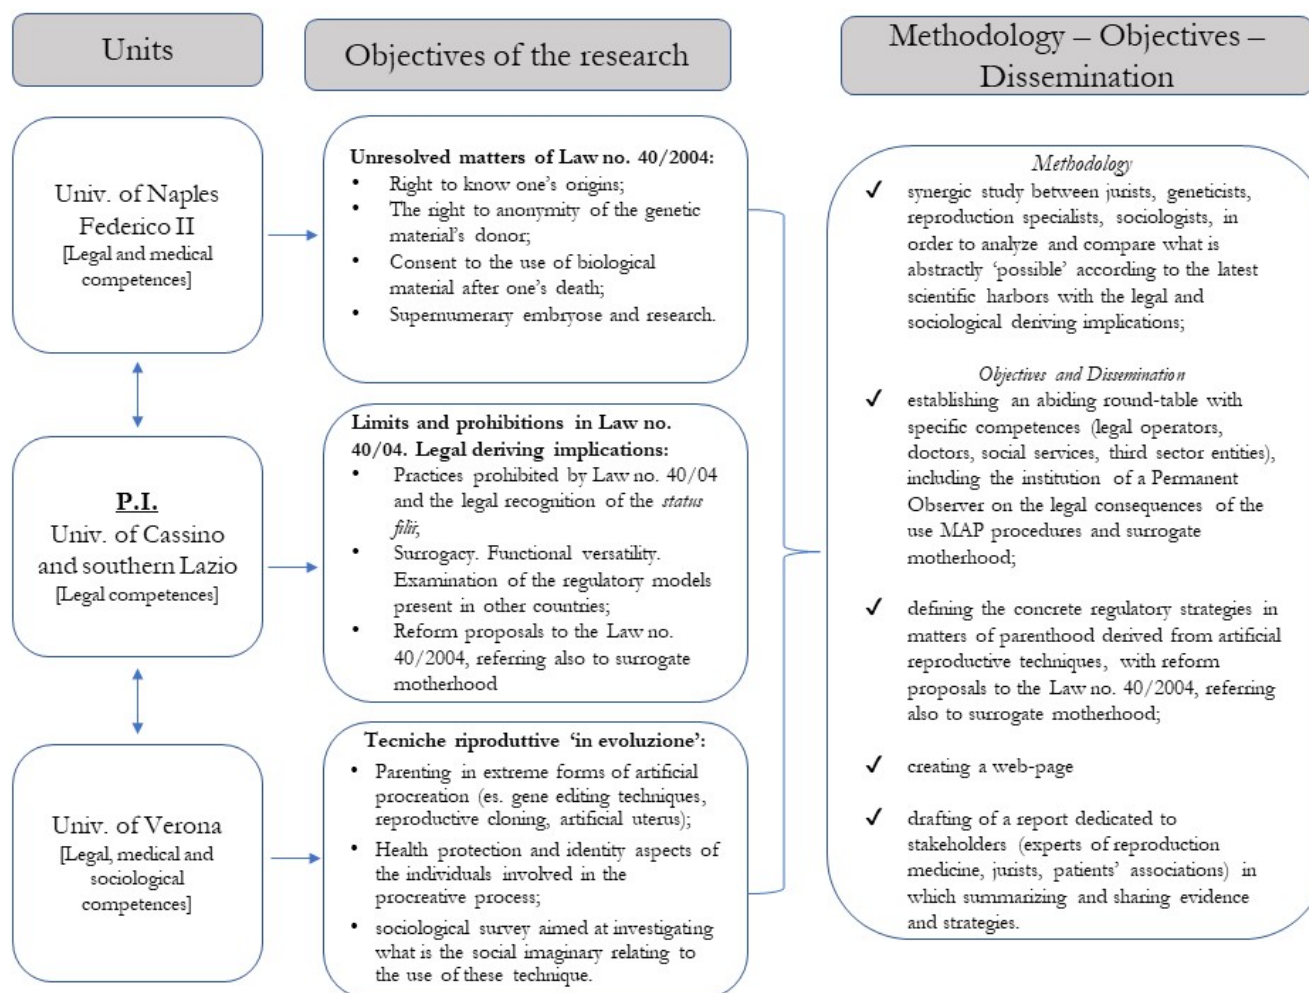 Units
Objectives of the research
Methodology – Objectives –
Dissemination
Univ. of Naples
Federico II
[Legal and medical
competences]
Unresolved matters of Law no. 40/2004:
• Right to know one's origins;
• The right to anonymity of the genetic
material's donor;
• Consent to the use of biological
material after one's death;
• Supernumerary embryose and research.
P.I.
Univ. of Cassino
and southern Lazio
[Legal competences]
Limits and prohibitions in Law no.
40/04. Legal deriving implications:
• Practices prohibited by Law no. 40/04
and the legal recognition of the status
filii;
• Surrogacy. Functional versatility.
Examination of the regulatory models
present in other countries;
• Reform proposals to the Law no.
40/2004, referring also to surrogate
motherhood
Univ. of Verona
[Legal, medical and
sociological
competences]
Tecniche riproduttive 'in evoluzione':
• Parenting in extreme forms of artificial
procreation (es. gene editing techniques,
reproductive cloning, artificial uterus);
• Health protection and identity aspects of
the individuals involved in the
procreative process;
• sociological survey aimed at investigating
what is the social imaginary relating to
the use of these technique.
Methodology
✓ synergic study between jurists, geneticists,
reproduction specialists, sociologists, in
order to analyze and compare what is
abstractly 'possible' according to the latest
scientific harbors with the legal and
sociological deriving implications;
Objectives and Dissemination
✓ establishing an abiding round-table with
specific competences (legal operators,
doctors, social services, third sector entities),
including the institution of a Permanent
Observer on the legal consequences of the
use MAP procedures and surrogate
motherhood;
✓ defining the concrete regulatory strategies in
matters of parenthood derived from artificial
reproductive techniques, with reform
proposals to the Law no. 40/2004, referring
also to surrogate motherhood;
✓ creating a web-page
✓ drafting of a report dedicated to
stakeholders (experts of reproduction
medicine, jurists, patients' associations) in
which summarizing and sharing evidence
and strategies.